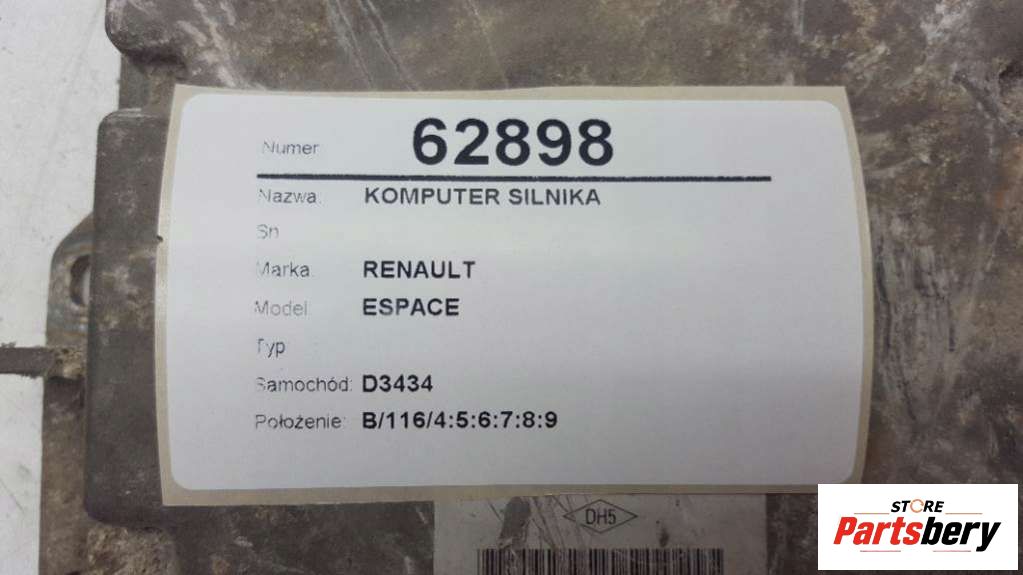 Numer 62898
Nazwa: KOMPUTER SILNIKA
Sn
Marka: RENAULT
Model: ESPACE
Typ
Samochód: D3434
Położenie: B/116/4:5:6:7:8:9
DH5
STORE
Partsbery